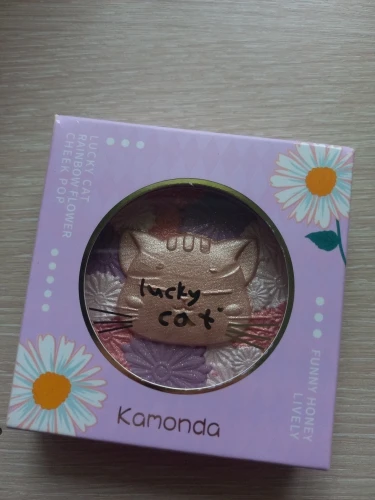 LUCKY CAT
RAINBOW FLOWER
CHEEK POP
lucky
cat
FUNNY HONEY
LIVELY
Kamonda